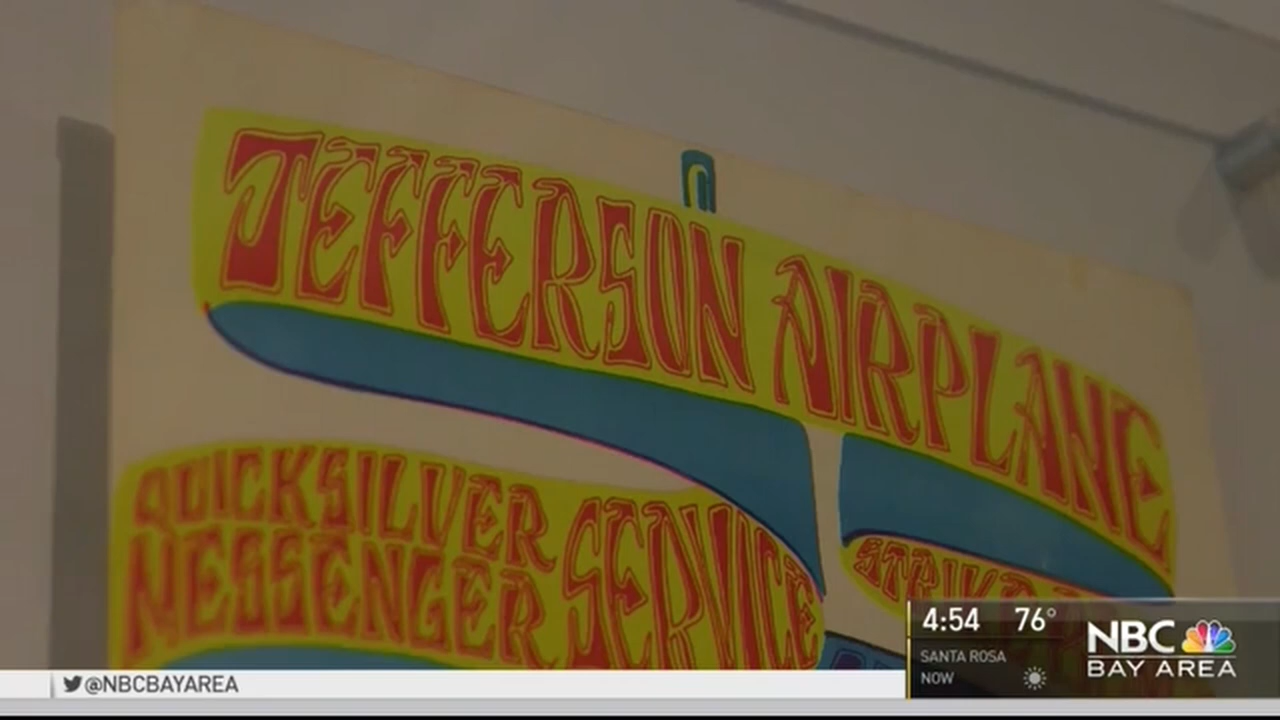 JEFFERSON AIRPLANE
QUICKSILVER
MESSENGER SERVICE
4:54 76°
SANTA ROSA
NOW
NBC
BAY AREA
@NBCBAYAREA